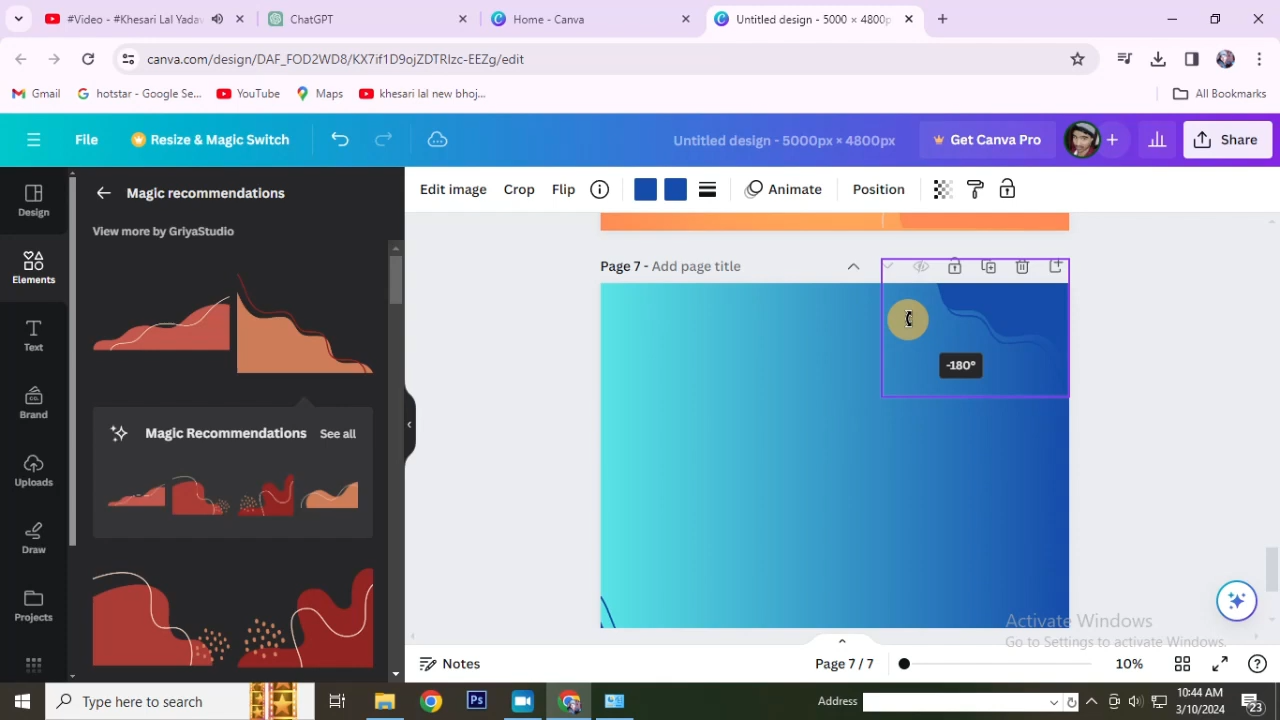 #Video - #Khesari Lal Yadav
ChatGPT
Home - Canva
Untitled design - 5000 × 4800p
canva.com/design/DAF_FOD2WD8/KX7if1D9ojZDTRlzc-EEZg/edit
Gmail
hotstar - Google Se...
YouTube
Maps
khesari lal new bhoj...
All Bookmarks
File
Resize & Magic Switch
Untitled design - 5000px × 4800px
Get Canva Pro
Share
Design
Elements
Text
Brand
Uploads
Draw
Projects
Magic recommendations
View more by GriyaStudio
Magic Recommendations
See all
Edit image
Crop
Flip
Animate
Position
Page 7 - Add page title
-180°
Activate Windows
Go to Settings to activate Windows.
Notes
Page 7 / 7
10%
Type here to search
Ps
Address
10:44 AM
3/10/2024
23